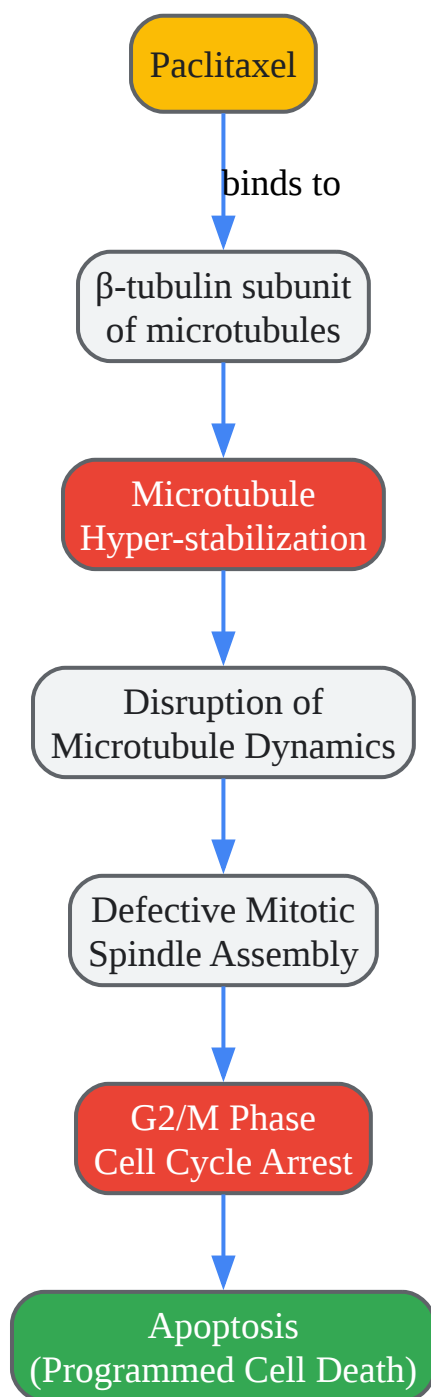 Paclitaxel
binds to
β-tubulin subunit
of microtubules
Microtubule
Hyper-stabilization
Disruption of
Microtubule Dynamics
Defective Mitotic
Spindle Assembly
G2/M Phase
Cell Cycle Arrest
Apoptosis
(Programmed Cell Death)